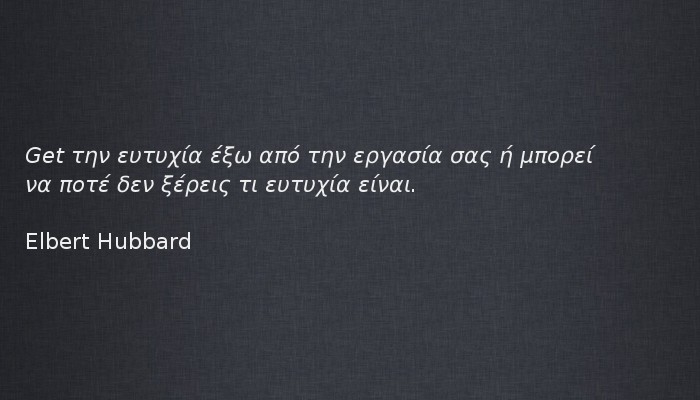 Get την ευτυχία έξω από την εργασία σας ή μπορεί
να ποτέ δεν ξέρεις τι ευτυχία είναι.
Elbert Hubbard